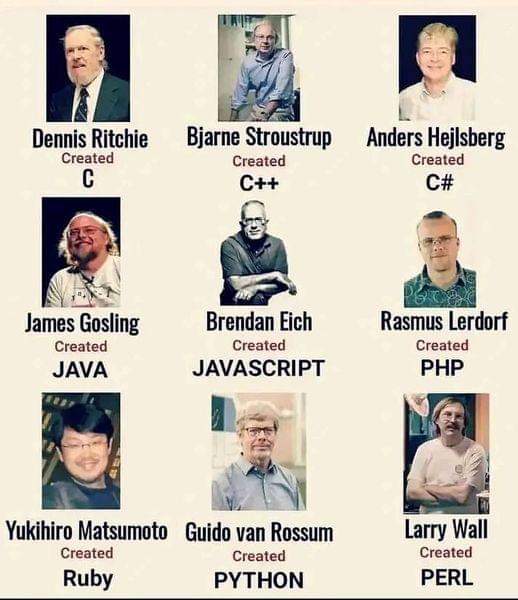 Dennis Ritchie
Created
C
Bjarne Stroustrup
Created
C++
Anders Hejlsberg
Created
C#
James Gosling
Created
JAVA
Brendan Eich
Created
JAVASCRIPT
Rasmus Lerdorf
Created
PHP
Yukihiro Matsumoto
Created
Ruby
Guido van Rossum
Created
PYTHON
Larry Wall
Created
PERL